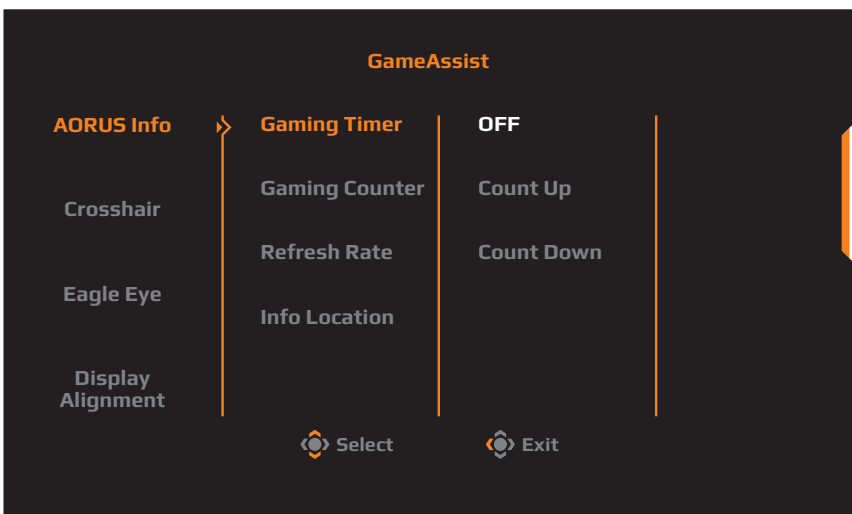 GameAssist
AORUS Info
Gaming Timer
OFF
Crosshair
Gaming Counter
Count Up
Refresh Rate
Count Down
Eagle Eye
Info Location
Display
Alignment
Select
Exit